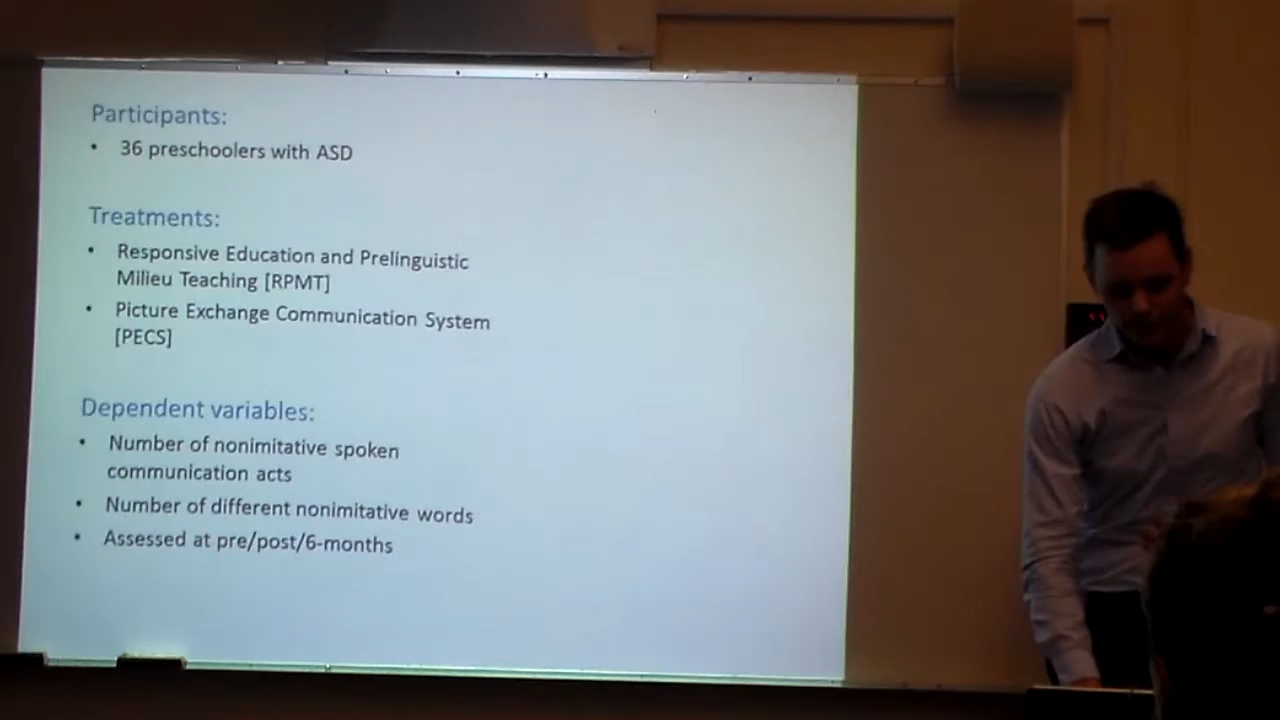 Participants:
• 36 preschoolers with ASD
Treatments:
• Responsive Education and Prelinguistic
Milieu Teaching [RPMT]
• Picture Exchange Communication System
[PECS]
Dependent variables:
• Number of nonimitative spoken
communication acts
• Number of different nonimitative words
• Assessed at pre/post/6-months